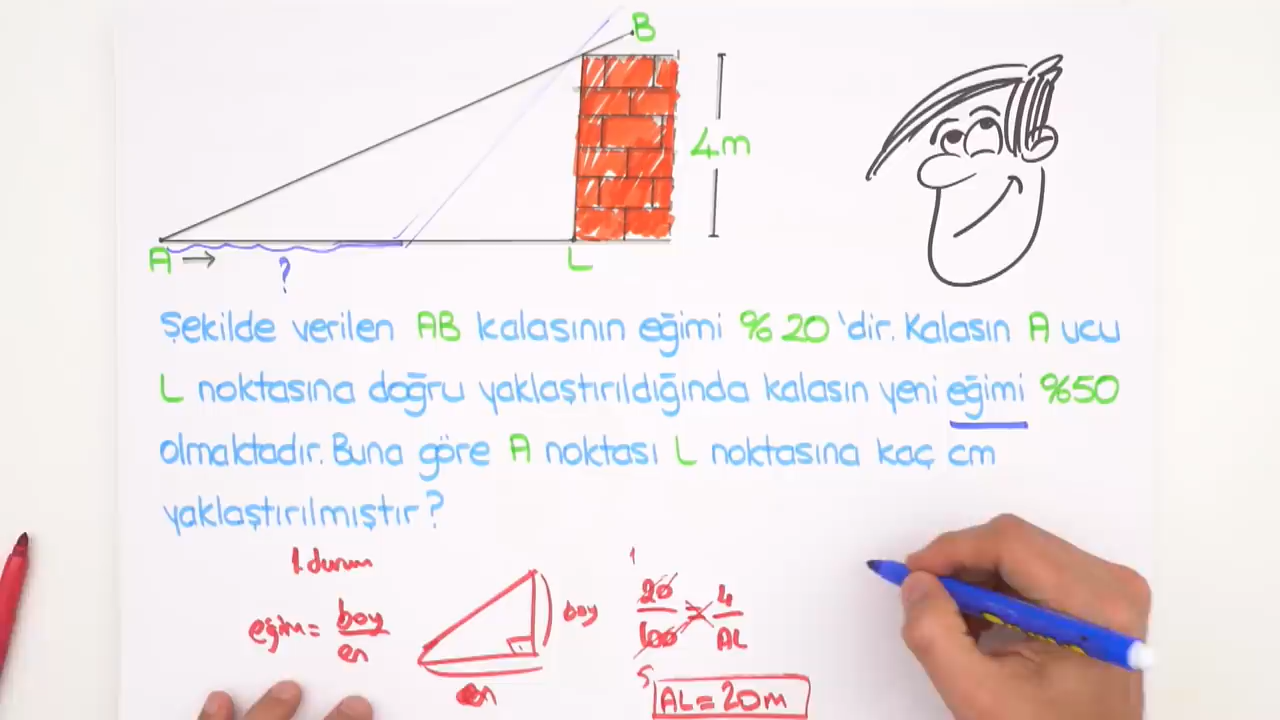 B
4m
A → L
?
Şekilde verilen AB kalasının eğimi %20'dir. Kalasın A ucu
L noktasına doğru yaklaştırıldığında kalasın yeni eğimi %50
olmaktadır. Buna göre A noktası L noktasına kaç cm
yaklaştırılmıştır?
1. durum
eğim = boy/en
boy
en
1
20/100 = 4/AL
5
AL = 20m